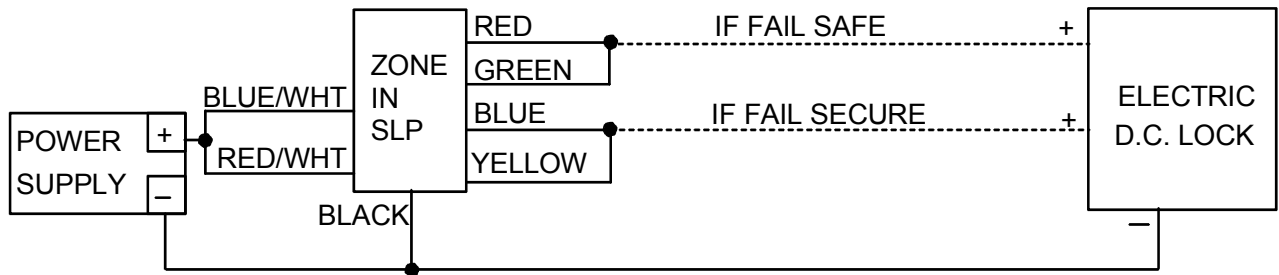 RED
IF FAIL SAFE
+
ZONE
IN
SLP
GREEN
BLUE/WHT
BLUE
IF FAIL SECURE
+
ELECTRIC
D.C. LOCK
POWER
SUPPLY
+
–
RED/WHT
YELLOW
BLACK
–